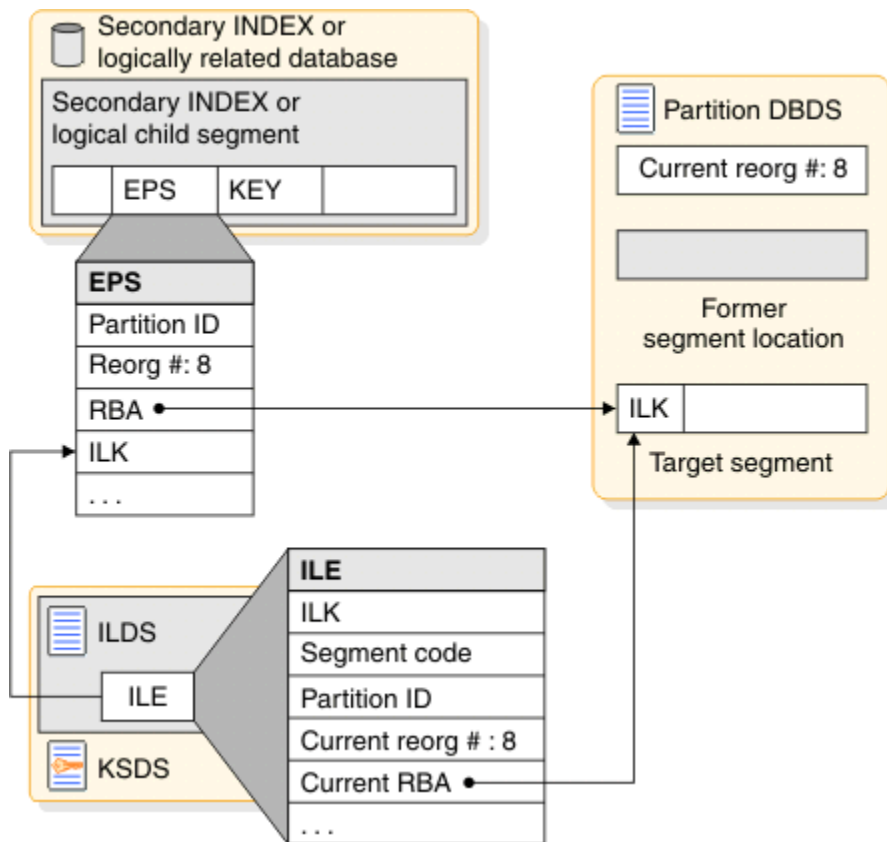 Secondary INDEX or
logically related database
Secondary INDEX or
logical child segment
EPS KEY
EPS
Partition ID
Reorg #: 8
RBA
ILK
. . .
Partition DBDS
Current reorg #: 8
Former
segment location
ILK
Target segment
ILDS
ILE
KSDS
ILE
ILK
Segment code
Partition ID
Current reorg # : 8
Current RBA
. . .